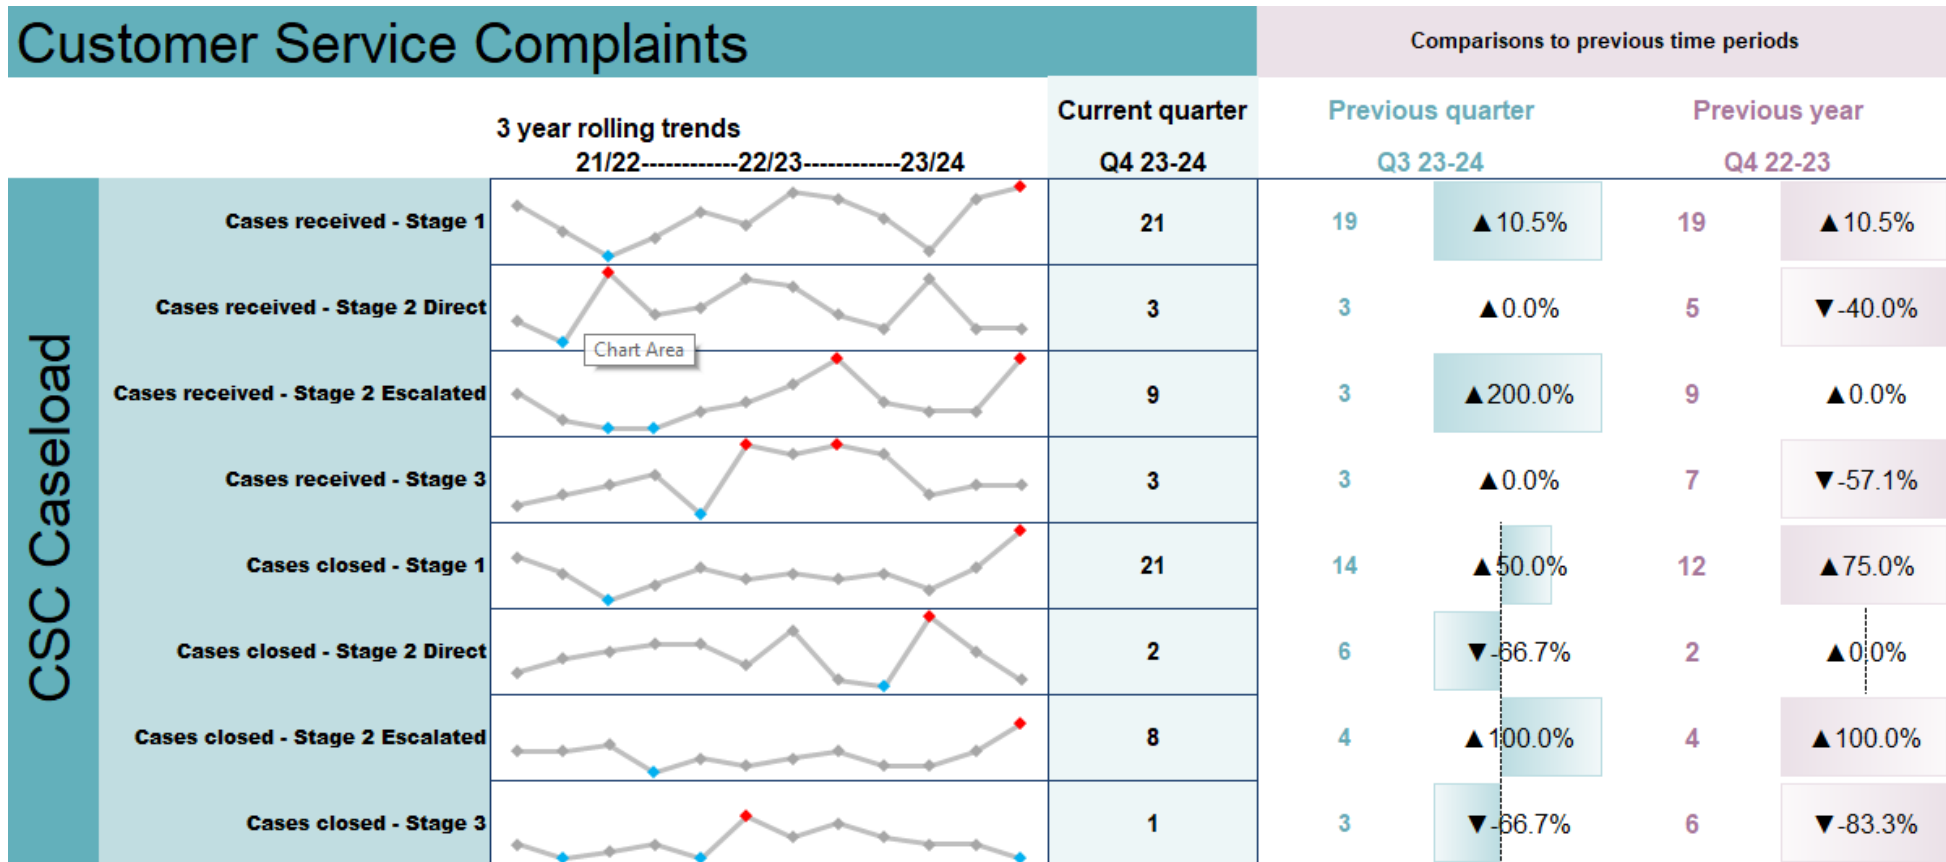 Customer Service Complaints
Comparisons to previous time periods
3 year rolling trends
21/22------------22/23------------23/24
Current quarter
Q4 23-24
Previous quarter
Q3 23-24
Previous year
Q4 22-23
CSC Caseload
Cases received - Stage 1 21 19 ▲10.5% 19 ▲10.5%
Cases received - Stage 2 Direct 3 3 ▲0.0% 5 ▼-40.0%
Chart Area
Cases received - Stage 2 Escalated 9 3 ▲200.0% 9 ▲0.0%
Cases received - Stage 3 3 3 ▲0.0% 7 ▼-57.1%
Cases closed - Stage 1 21 14 ▲50.0% 12 ▲75.0%
Cases closed - Stage 2 Direct 2 6 ▼-66.7% 2 ▲0.0%
Cases closed - Stage 2 Escalated 8 4 ▲100.0% 4 ▲100.0%
Cases closed - Stage 3 1 3 ▼-66.7% 6 ▼-83.3%